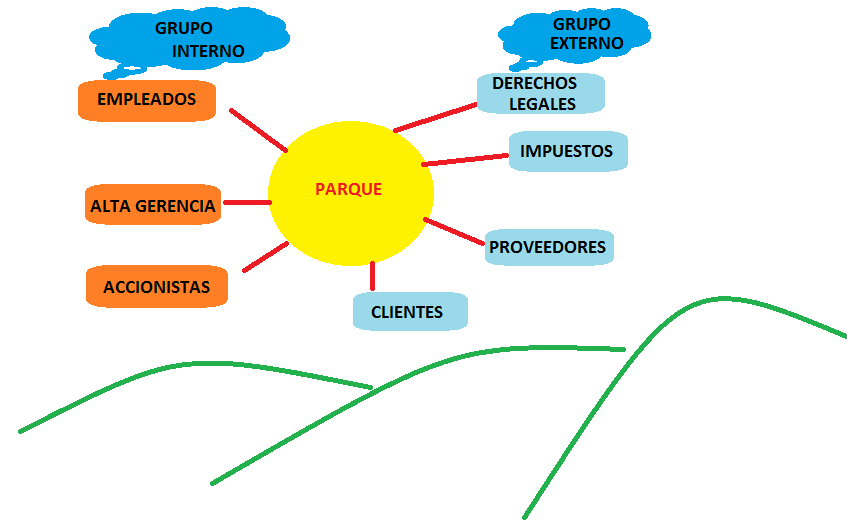 GRUPO
INTERNO
GRUPO
EXTERNO
EMPLEADOS
DERECHOS
LEGALES
IMPUESTOS
PARQUE
ALTA GERENCIA
PROVEEDORES
ACCIONISTAS
CLIENTES